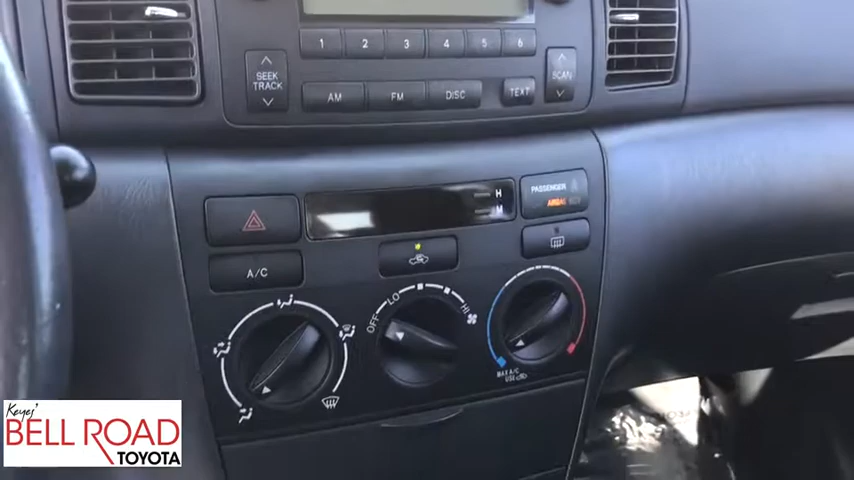 1 2 3 4 5 6
SEEK
TRACK
SCAN
AM FM DISC TEXT
H
M
PASSENGER
AIRBAG
A/C
OFF LO HI
MAX A/C
USE
Keyes'
BELL ROAD
TOYOTA